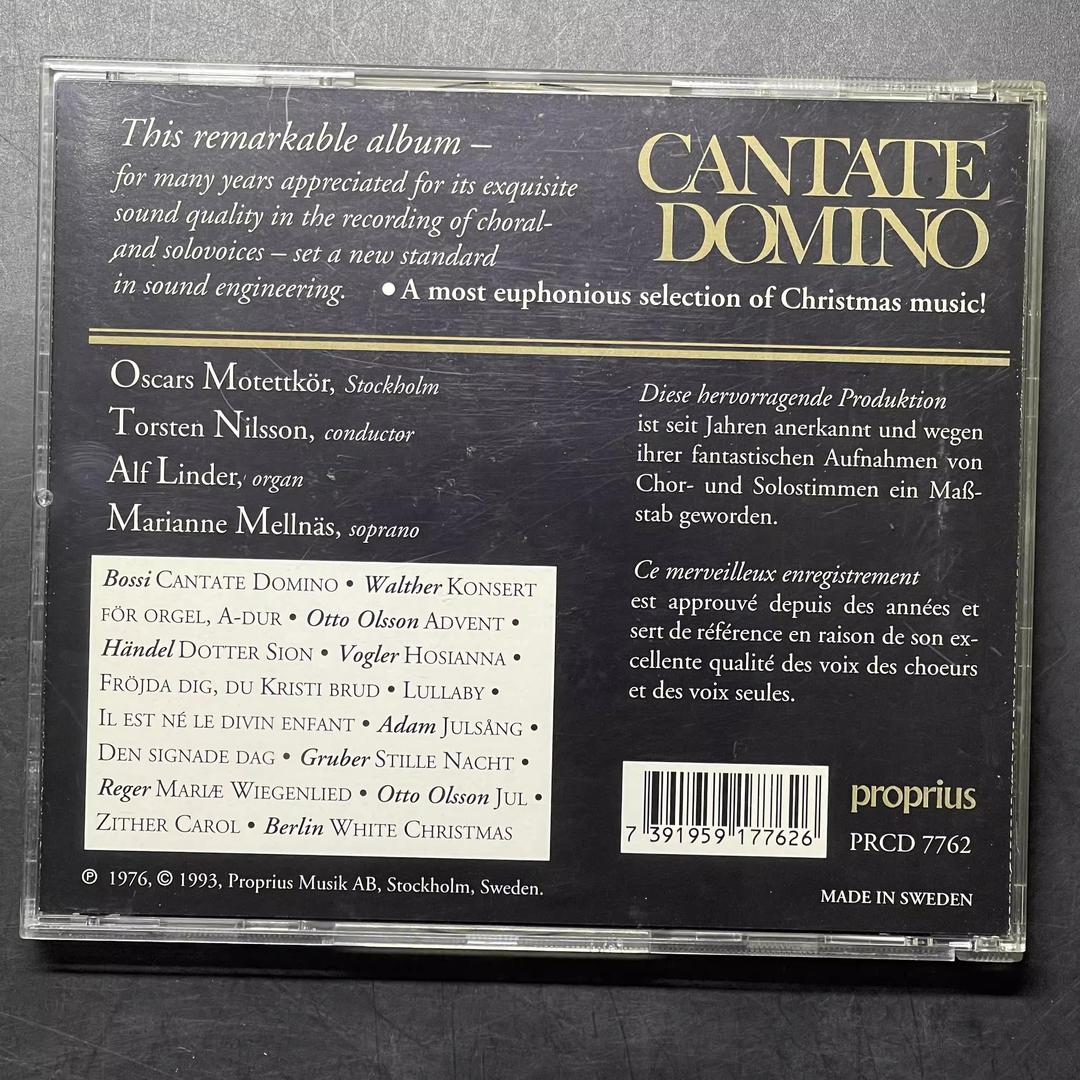 This remarkable album –
for many years appreciated for its exquisite
sound quality in the recording of choral-
and solovoices – set a new standard
in sound engineering.
CANTATE
DOMINO
• A most euphonious selection of Christmas music!
Oscars Motettkör, Stockholm
Torsten Nilsson, conductor
Alf Linder, organ
Marianne Mellnäs, soprano
Bossi CANTATE DOMINO • Walther KONSERT
FÖR ORGEL, A-DUR • Otto Olsson ADVENT •
Händel DOTTER SION • Vogler HOSIANNA •
FRÖJDA DIG, DU KRISTI BRUD • LULLABY •
IL EST NÉ LE DIVIN ENFANT • Adam JULSÅNG •
DEN SIGNADE DAG • Gruber STILLE NACHT •
Reger MARIÆ WIEGENLIED • Otto Olsson JUL •
ZITHER CAROL • Berlin WHITE CHRISTMAS
℗ 1976, © 1993, Proprius Musik AB, Stockholm, Sweden.
Diese hervorragende Produktion
ist seit Jahren anerkannt und wegen
ihrer fantastischen Aufnahmen von
Chor- und Solostimmen ein Maß-
stab geworden.
Ce merveilleux enregistrement
est approuvé depuis des années et
sert de référence en raison de son ex-
cellente qualité des voix des choeurs
et des voix seules.
7 391959 177626
proprius
PRCD 7762
MADE IN SWEDEN